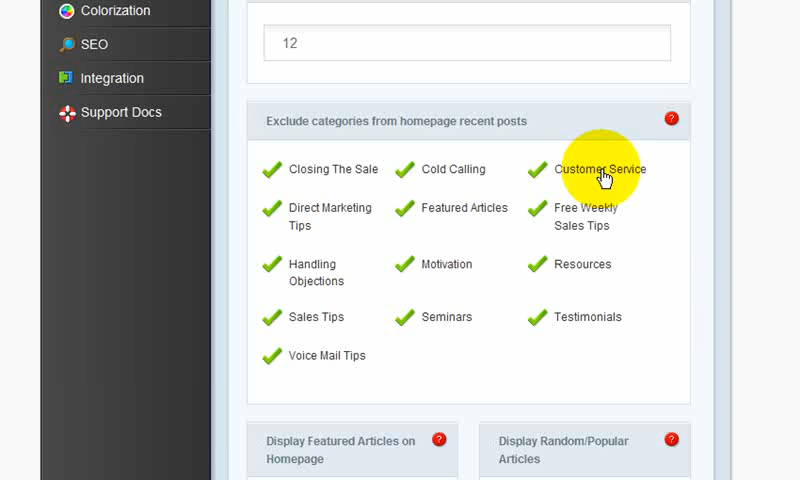 Colorization
SEO
Integration
Support Docs
12
Exclude categories from homepage recent posts
?
Closing The Sale
Cold Calling
Customer Service
Direct Marketing
Tips
Featured Articles
Free Weekly
Sales Tips
Handling
Objections
Motivation
Resources
Sales Tips
Seminars
Testimonials
Voice Mail Tips
Display Featured Articles on
Homepage
?
Display Random/Popular
Articles
?